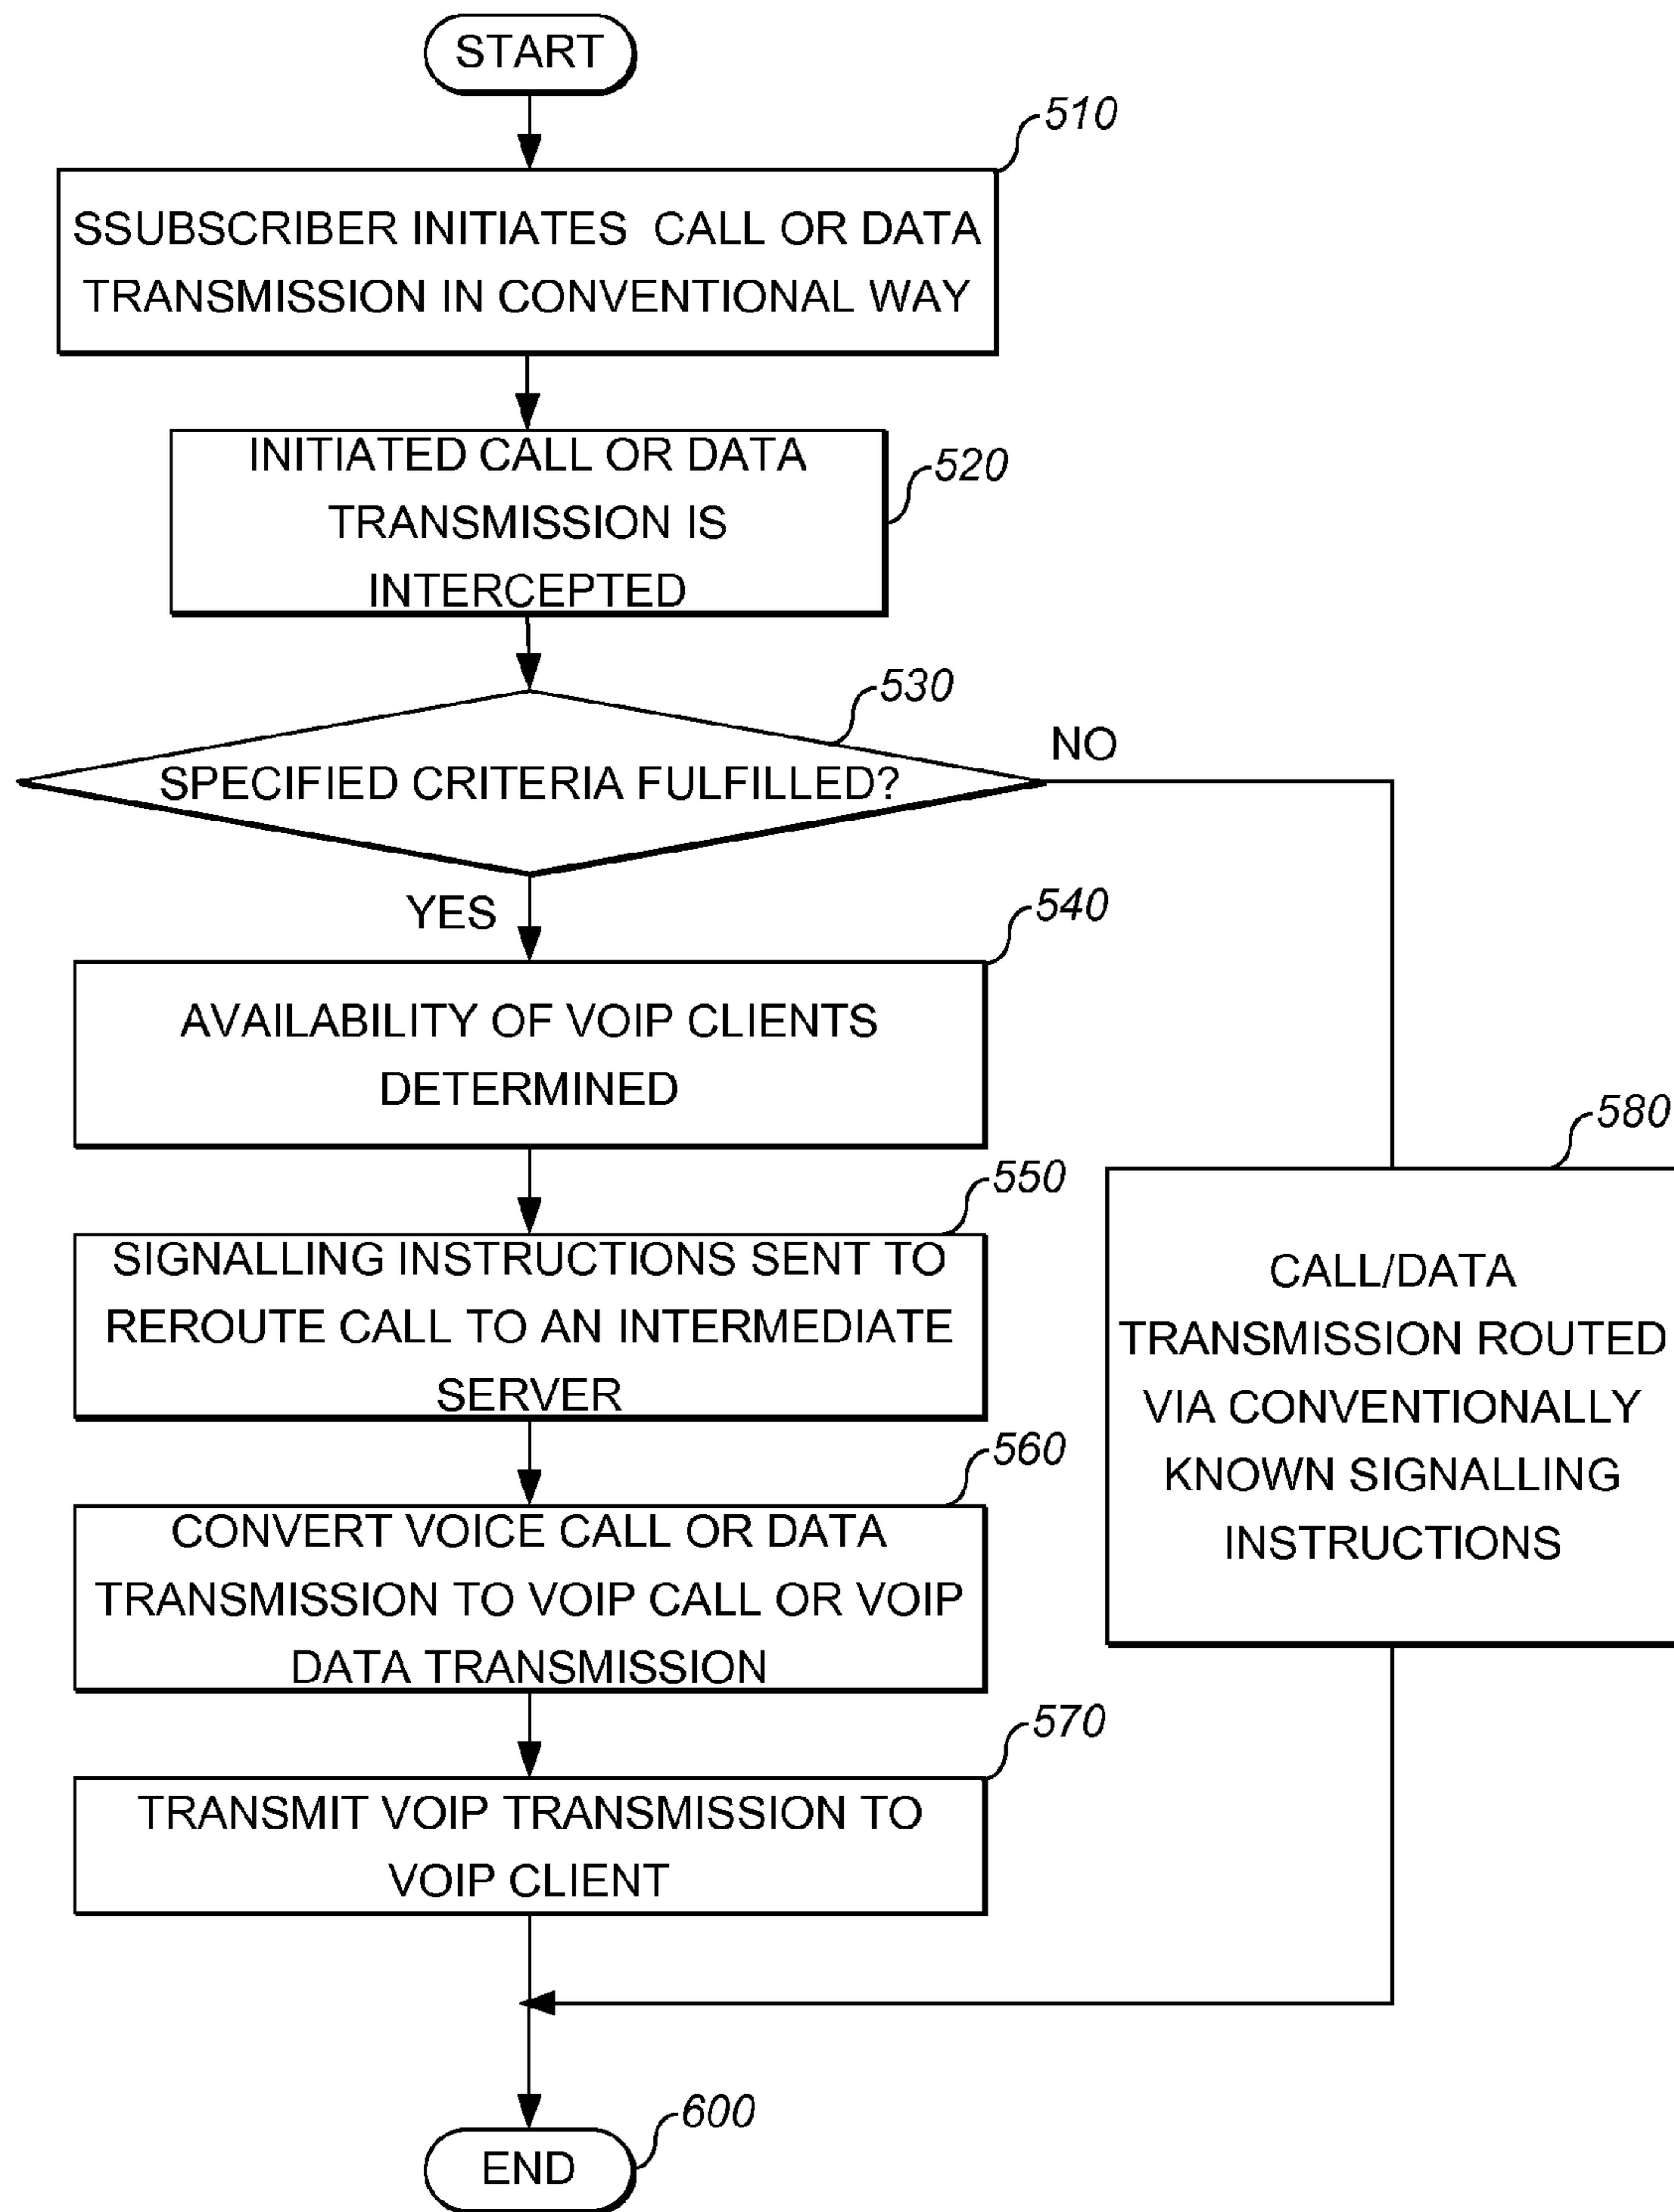 START
510
SSUBSCRIBER INITIATES CALL OR DATA
TRANSMISSION IN CONVENTIONAL WAY
INITIATED CALL OR DATA
TRANSMISSION IS
INTERCEPTED
520
530
SPECIFIED CRITERIA FULFILLED?
NO
YES
540
AVAILABILITY OF VOIP CLIENTS
DETERMINED
550
SIGNALLING INSTRUCTIONS SENT TO
REROUTE CALL TO AN INTERMEDIATE
SERVER
560
CONVERT VOICE CALL OR DATA
TRANSMISSION TO VOIP CALL OR VOIP
DATA TRANSMISSION
570
TRANSMIT VOIP TRANSMISSION TO
VOIP CLIENT
580
CALL/DATA
TRANSMISSION ROUTED
VIA CONVENTIONALLY
KNOWN SIGNALLING
INSTRUCTIONS
600
END